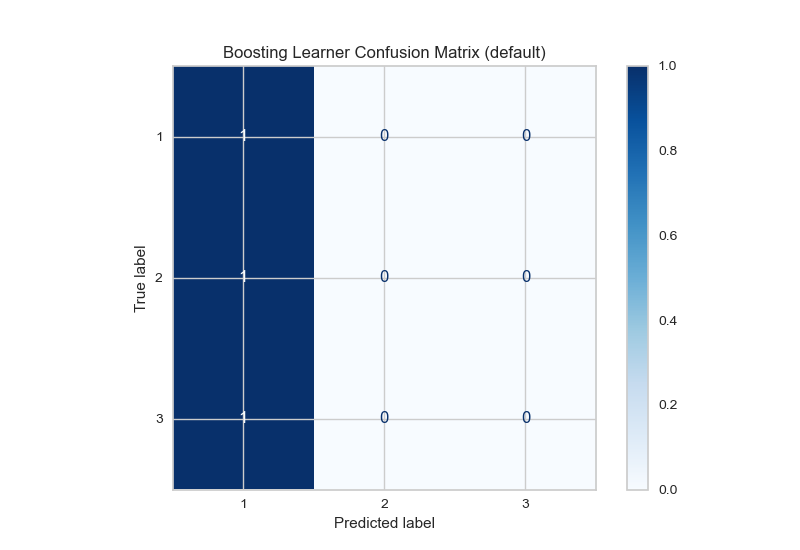 Boosting Learner Confusion Matrix (default)
1
1 0 0
2
1 0 0
3
1 0 0
1 2 3
Predicted label
True label
1.0
0.8
0.6
0.4
0.2
0.0